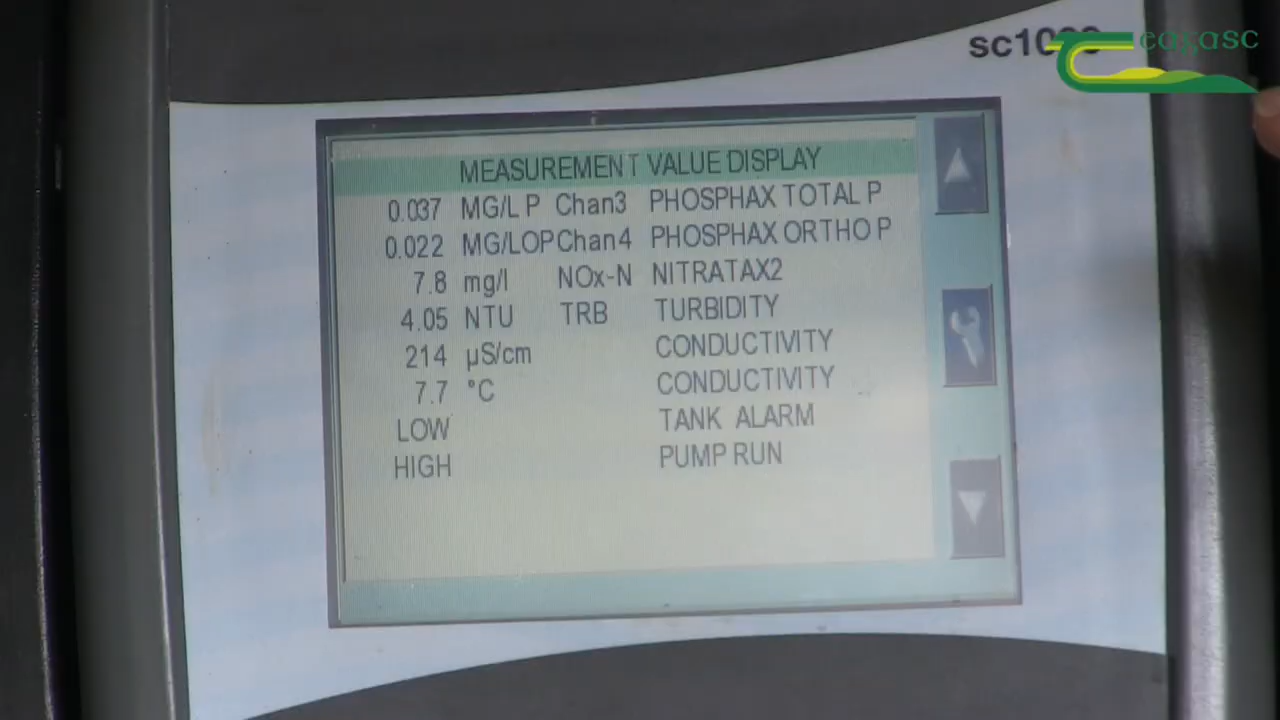 sc1000
eagasc
MEASUREMENT VALUE DISPLAY
0.037 MG/L P Chan3 PHOSPHAX TOTAL P
0.022 MG/LOP Chan4 PHOSPHAX ORTHO P
7.8 mg/l NOx-N NITRATAX2
4.05 NTU TRB TURBIDITY
214 µS/cm CONDUCTIVITY
7.7 °C CONDUCTIVITY
LOW TANK ALARM
HIGH PUMP RUN